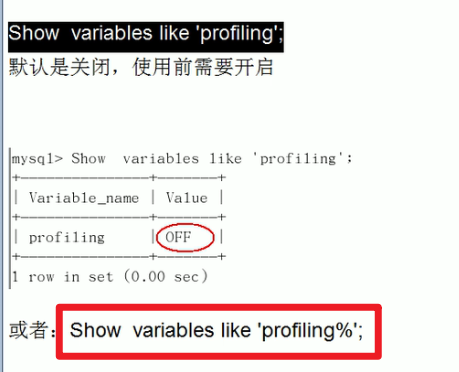 Show  variables like 'profiling';
默认是关闭，使用前需要开启
mysql> Show  variables like 'profiling';
+---------------+-------+
| Variable_name | Value |
+---------------+-------+
| profiling     | OFF   |
+---------------+-------+
1 row in set (0.00 sec)
或者：Show  variables like 'profiling%';